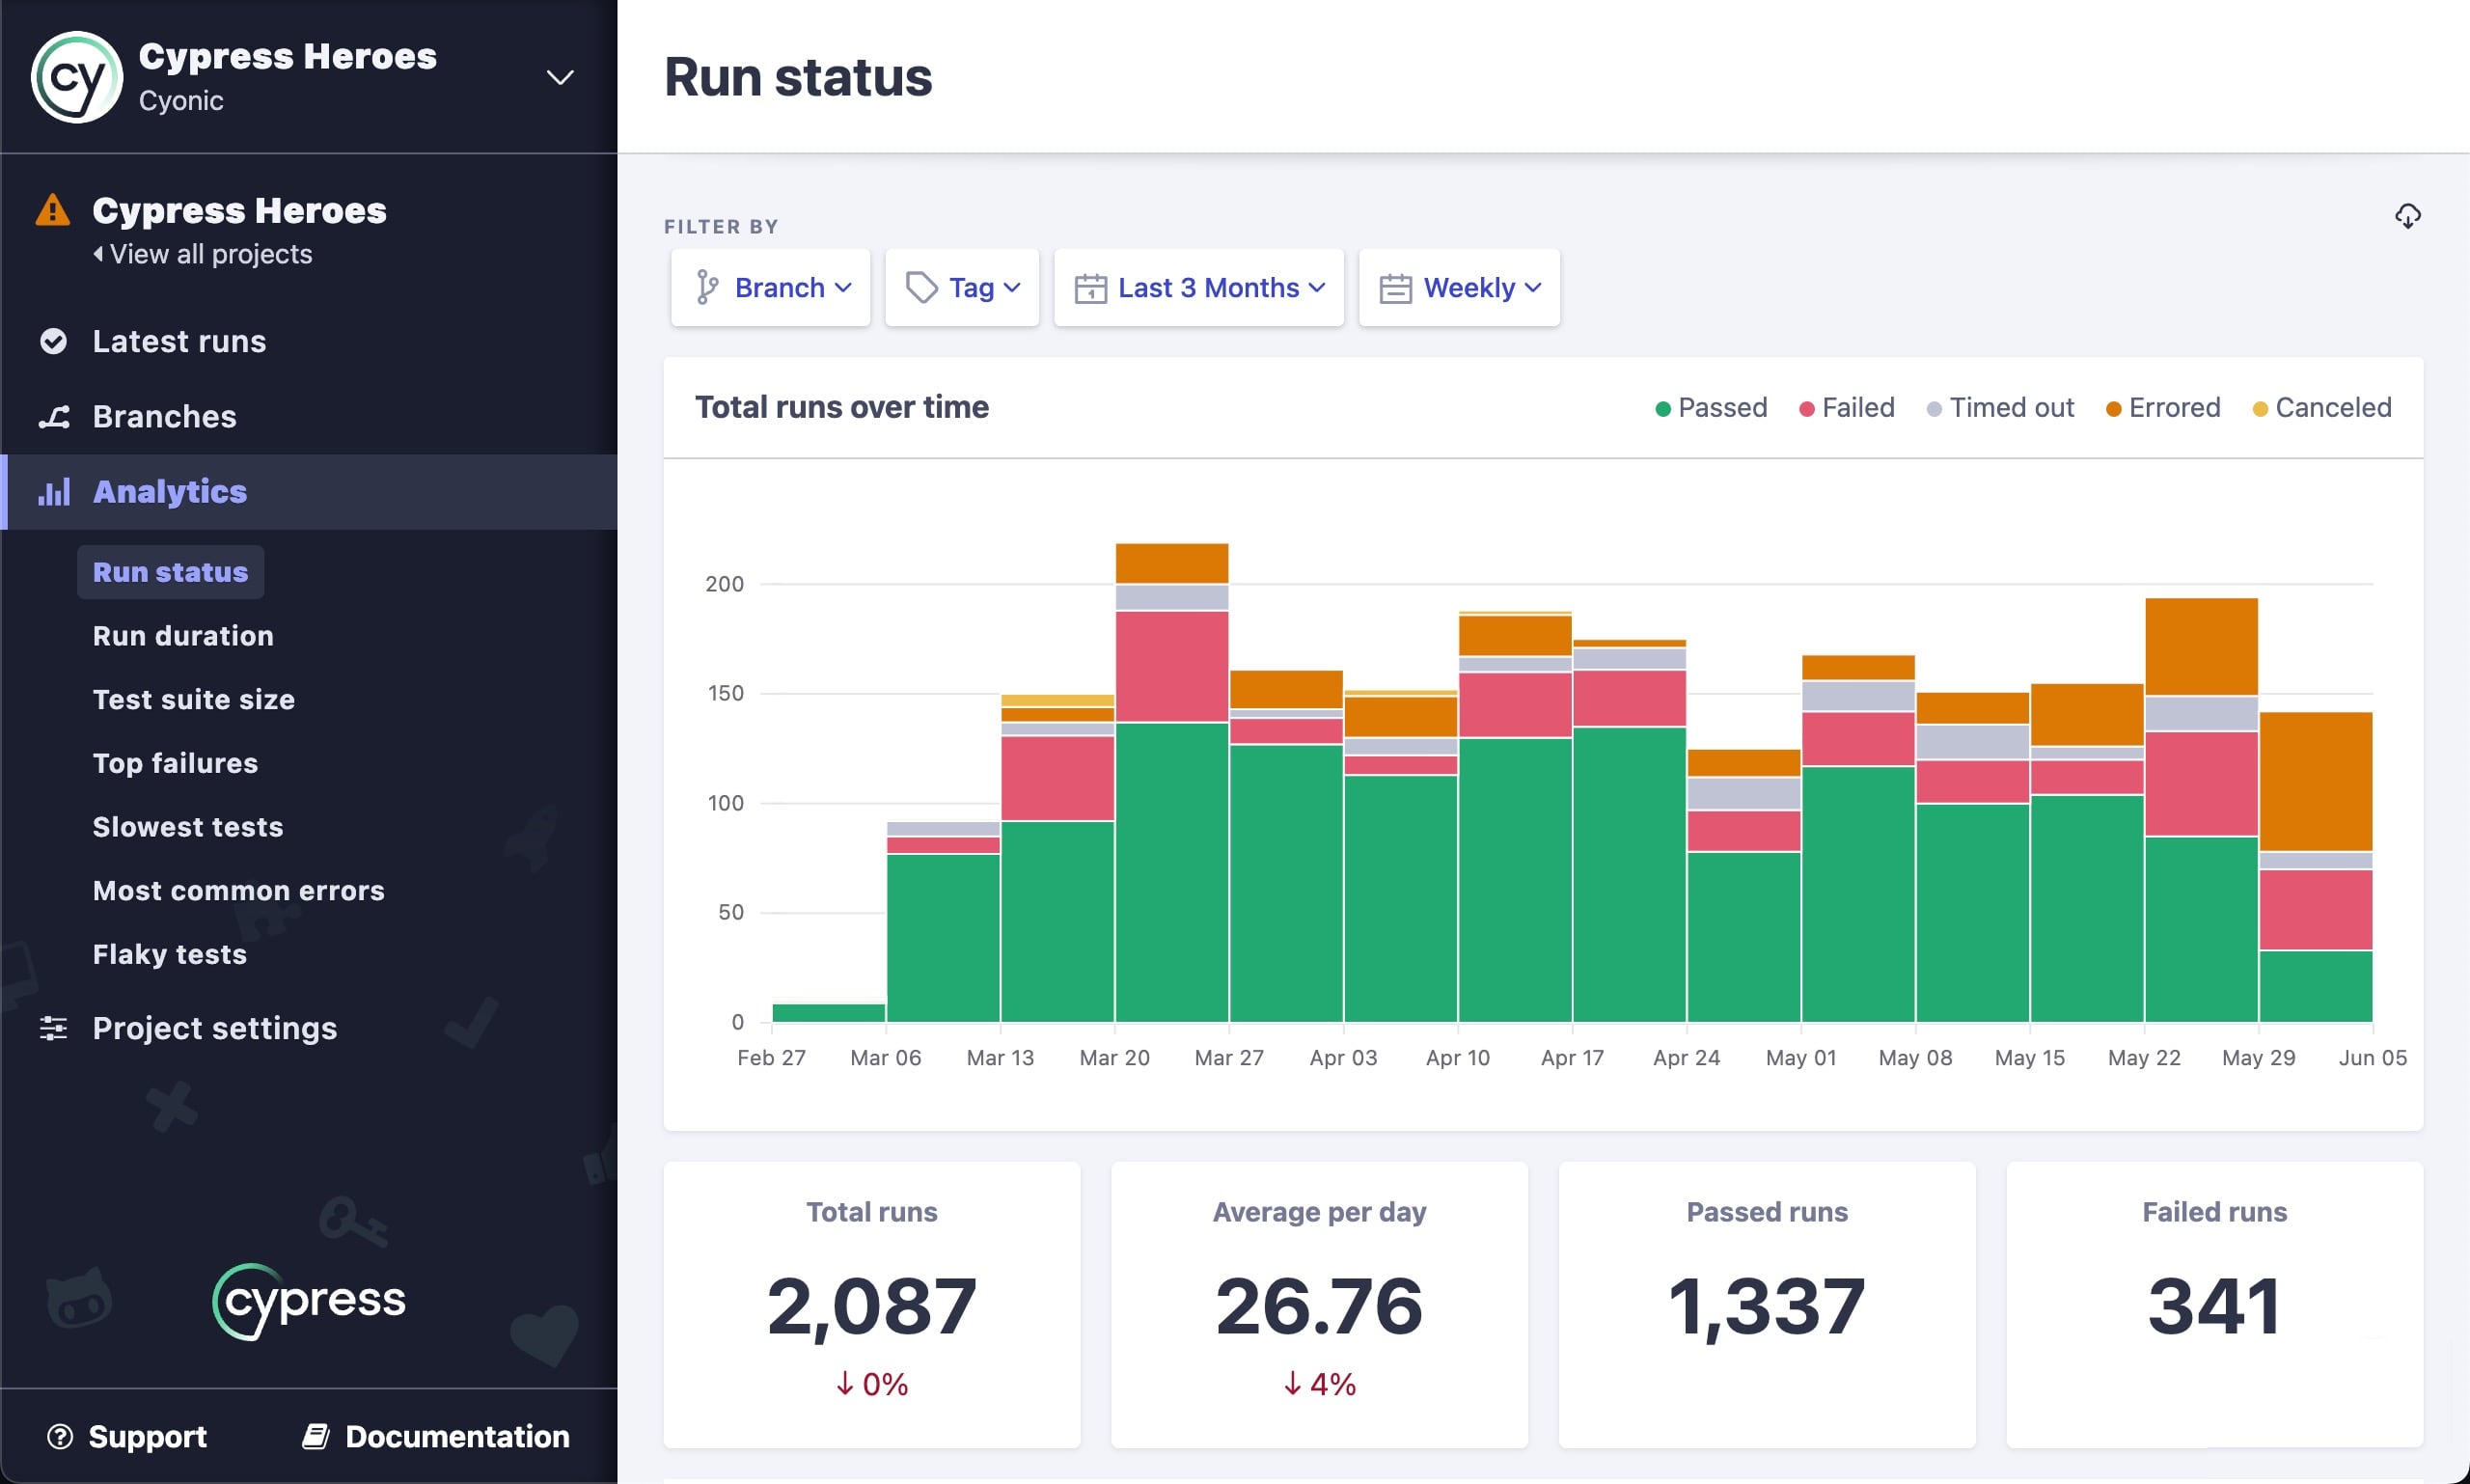 cy
Cypress Heroes
Cyonic
Cypress Heroes
View all projects
Latest runs
Branches
Analytics
Run status
Run duration
Test suite size
Top failures
Slowest tests
Most common errors
Flaky tests
Project settings
cypress
Support
Documentation
Run status
FILTER BY
Branch
Tag
1
Last 3 Months
Weekly
Total runs over time
Passed Failed Timed out Errored Canceled
200
150
100
50
0
Feb 27 Mar 06 Mar 13 Mar 20 Mar 27 Apr 03 Apr 10 Apr 17 Apr 24 May 01 May 08 May 15 May 22 May 29 Jun 05
Total runs
2,087
↓ 0%
Average per day
26.76
↓ 4%
Passed runs
1,337
Failed runs
341